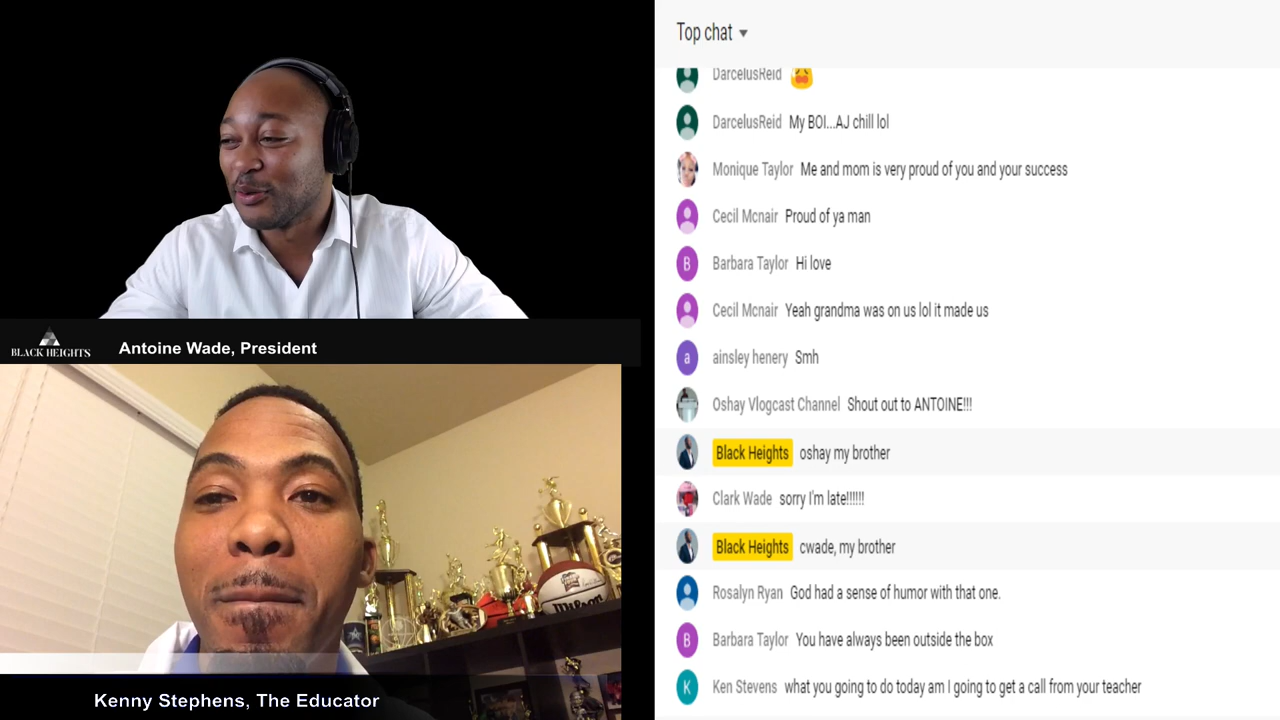 BLACK HEIGHTS
Antoine Wade, President
Wilson
Kenny Stephens, The Educator
Top chat
DarcelusReid
DarcelusReid My BOI...AJ chill lol
Monique Taylor Me and mom is very proud of you and your success
Cecil Mcnair Proud of ya man
B Barbara Taylor Hi love
Cecil Mcnair Yeah grandma was on us lol it made us
a ainsley henery Smh
Oshay Vlogcast Channel Shout out to ANTOINE!!!
Black Heights oshay my brother
Clark Wade sorry I'm late!!!!!!
Black Heights cwade, my brother
Rosalyn Ryan God had a sense of humor with that one.
B Barbara Taylor You have always been outside the box
K Ken Stevens what you going to do today am I going to get a call from your teacher